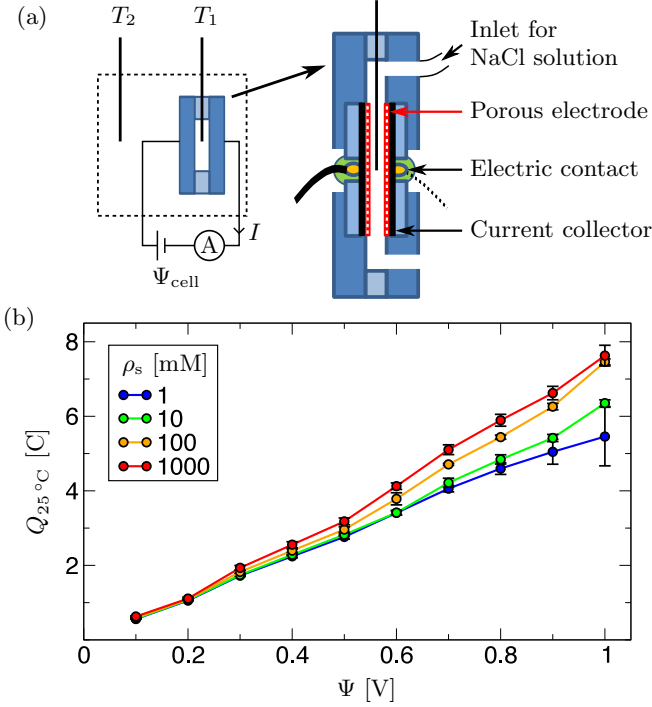 (a)
T₂
T₁
Inlet for
NaCl solution
Porous electrode
Electric contact
Current collector
A
I
Ψcell
(b)
ρₛ [mM]
1
10
100
1000
Q₂₅ °C [C]
8
6
4
2
0
0.2
0.4
0.6
0.8
1
Ψ [V]